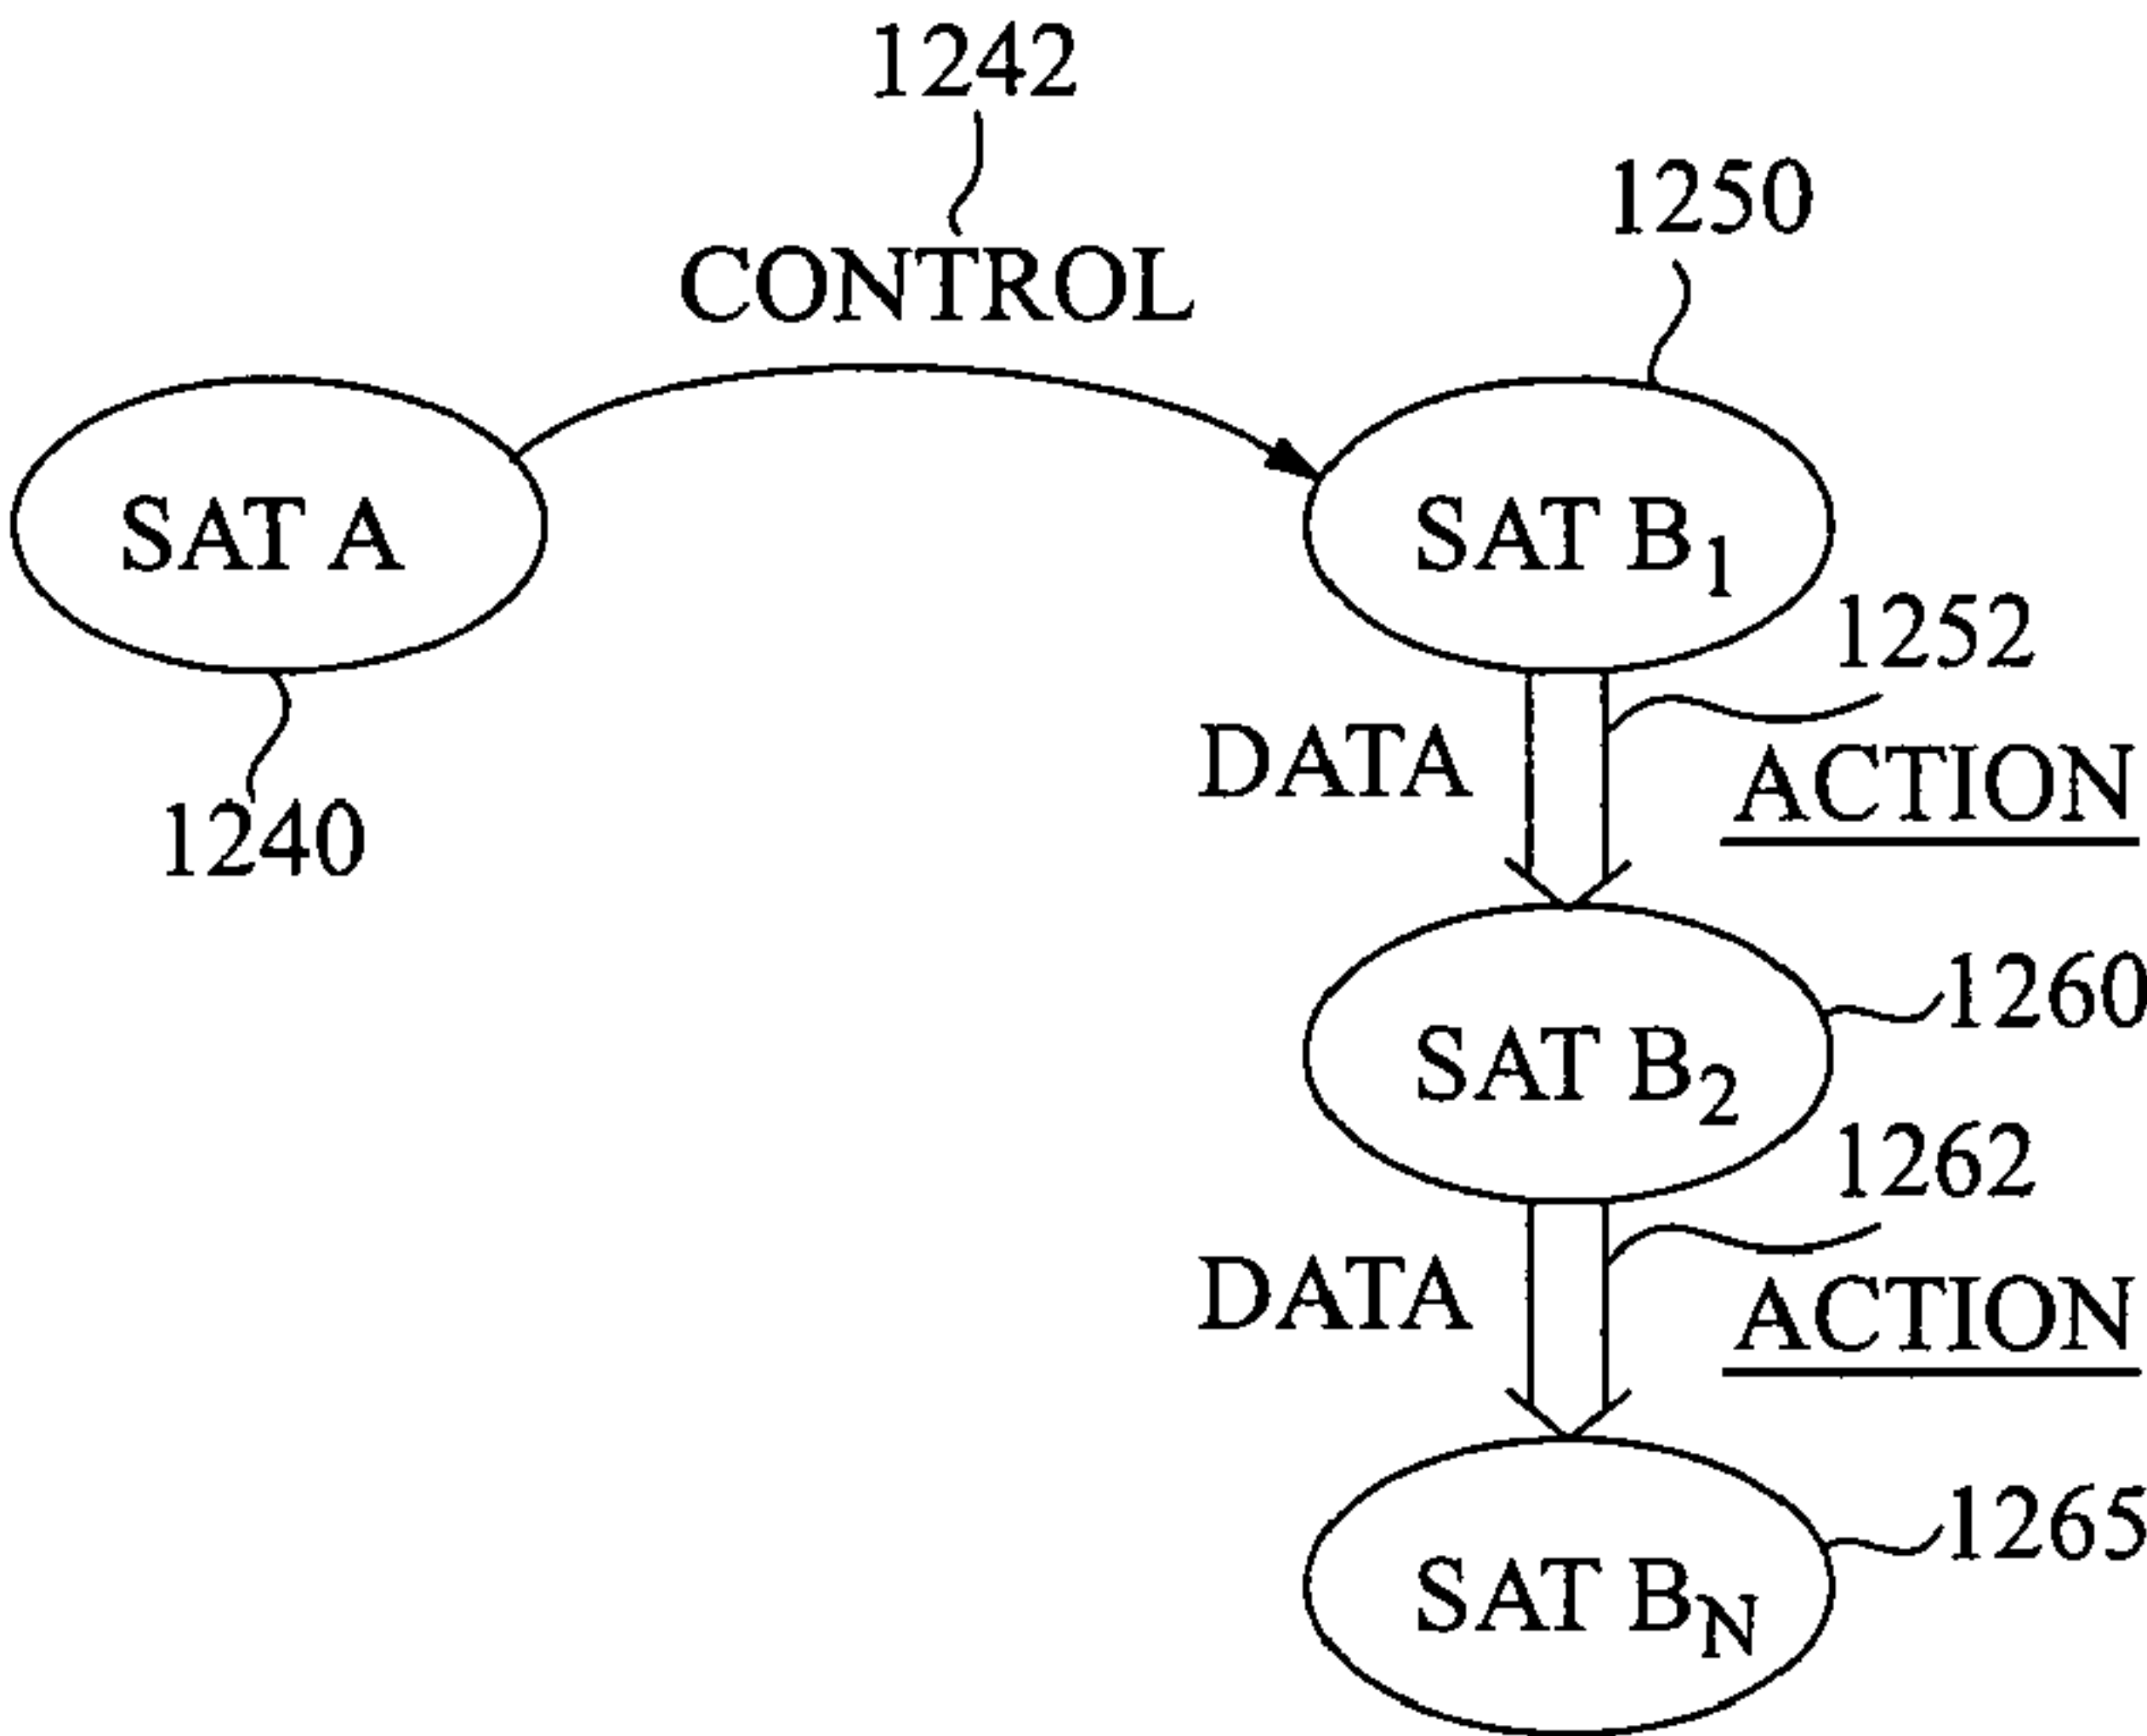 1242
CONTROL
1250
SAT A
SAT B1
1240
1252
DATA
ACTION
SAT B2
1260
1262
DATA
ACTION
SAT BN
1265